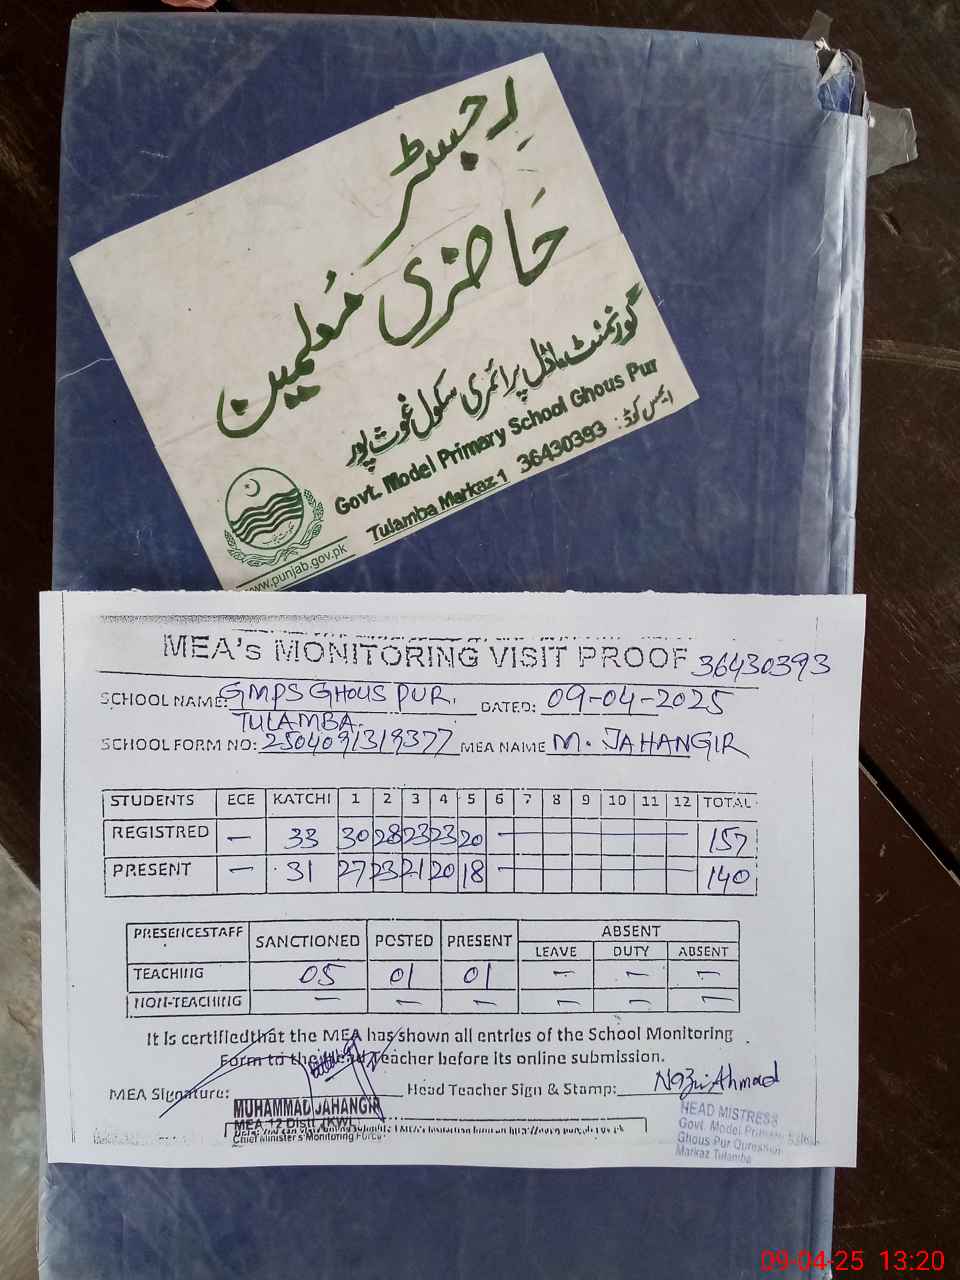 رجسٹر
حاضری معلمین
گورنمنٹ ماڈل پرائمری سکول غوث پور
Govt. Model Primary School Ghous Pur
Tulamba Markaz 1 36430393 :ایمس کوڈ
www.punjab.gov.pk
MEA's MONITORING VISIT PROOF 36430393
SCHOOL NAME: GMPS GHOUS PUR. DATED: 09-04-2025
TULAMBA.
SCHOOL FORM NO: 2504091319377 MEA NAME M. JAHANGIR
STUDENTS ECE KATCHI 1 2 3 4 5 6 7 8 9 10 11 12 TOTAL
REGISTRED — 33 30 28 23 23 20 — 157
PRESENT — 31 27 23 21 20 18 — 140
PRESENCESTAFF SANCTIONED POSTED PRESENT ABSENT
LEAVE DUTY ABSENT
TEACHING 05 01 01 — — —
NON-TEACHING — — — — — —
It is certifiedthat the MEA has shown all entries of the School Monitoring
Form to the Head Teacher before its online submission.
MEA Signature: Head Teacher Sign & Stamp: Nazir Ahmad
MUHAMMAD JAHANGIR
MEA 12 Distt. (KWL)
Chief Minister's Monitoring Force
HEAD MISTRESS
Govt. Model Primary
Ghous Pur
Markaz Tulamba
09-04-25 13:20